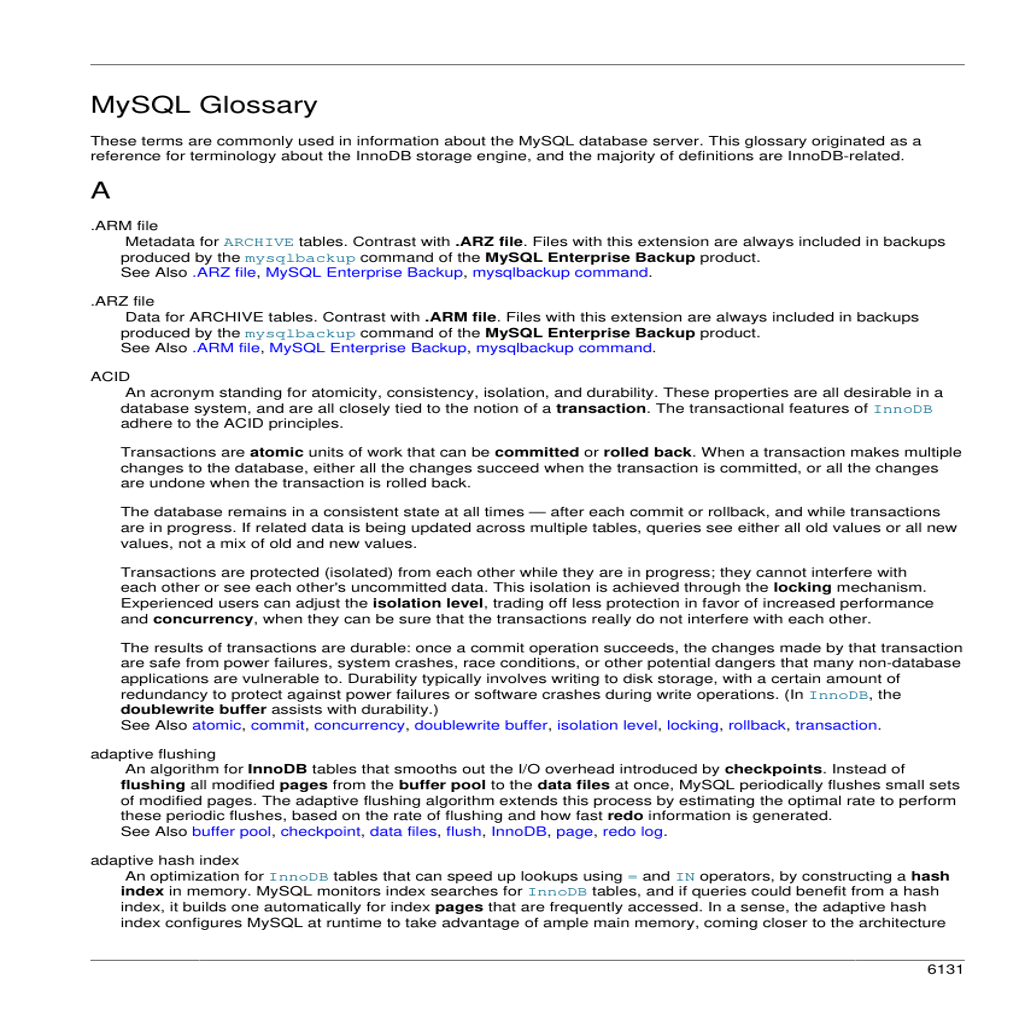 MySQL Glossary
These terms are commonly used in information about the MySQL database server. This glossary originated as a
reference for terminology about the InnoDB storage engine, and the majority of definitions are InnoDB-related.
A
.ARM file
Metadata for ARCHIVE tables. Contrast with .ARZ file. Files with this extension are always included in backups
produced by the mysqlbackup command of the MySQL Enterprise Backup product.
See Also .ARZ file, MySQL Enterprise Backup, mysqlbackup command.
.ARZ file
Data for ARCHIVE tables. Contrast with .ARM file. Files with this extension are always included in backups
produced by the mysqlbackup command of the MySQL Enterprise Backup product.
See Also .ARM file, MySQL Enterprise Backup, mysqlbackup command.
ACID
An acronym standing for atomicity, consistency, isolation, and durability. These properties are all desirable in a
database system, and are all closely tied to the notion of a transaction. The transactional features of InnoDB
adhere to the ACID principles.
Transactions are atomic units of work that can be committed or rolled back. When a transaction makes multiple
changes to the database, either all the changes succeed when the transaction is committed, or all the changes
are undone when the transaction is rolled back.
The database remains in a consistent state at all times — after each commit or rollback, and while transactions
are in progress. If related data is being updated across multiple tables, queries see either all old values or all new
values, not a mix of old and new values.
Transactions are protected (isolated) from each other while they are in progress; they cannot interfere with
each other or see each other's uncommitted data. This isolation is achieved through the locking mechanism.
Experienced users can adjust the isolation level, trading off less protection in favor of increased performance
and concurrency, when they can be sure that the transactions really do not interfere with each other.
The results of transactions are durable: once a commit operation succeeds, the changes made by that transaction
are safe from power failures, system crashes, race conditions, or other potential dangers that many non-database
applications are vulnerable to. Durability typically involves writing to disk storage, with a certain amount of
redundancy to protect against power failures or software crashes during write operations. (In InnoDB, the
doublewrite buffer assists with durability.)
See Also atomic, commit, concurrency, doublewrite buffer, isolation level, locking, rollback, transaction.
adaptive flushing
An algorithm for InnoDB tables that smooths out the I/O overhead introduced by checkpoints. Instead of
flushing all modified pages from the buffer pool to the data files at once, MySQL periodically flushes small sets
of modified pages. The adaptive flushing algorithm extends this process by estimating the optimal rate to perform
these periodic flushes, based on the rate of flushing and how fast redo information is generated.
See Also buffer pool, checkpoint, data files, flush, InnoDB, page, redo log.
adaptive hash index
An optimization for InnoDB tables that can speed up lookups using = and IN operators, by constructing a hash
index in memory. MySQL monitors index searches for InnoDB tables, and if queries could benefit from a hash
index, it builds one automatically for index pages that are frequently accessed. In a sense, the adaptive hash
index configures MySQL at runtime to take advantage of ample main memory, coming closer to the architecture
6131